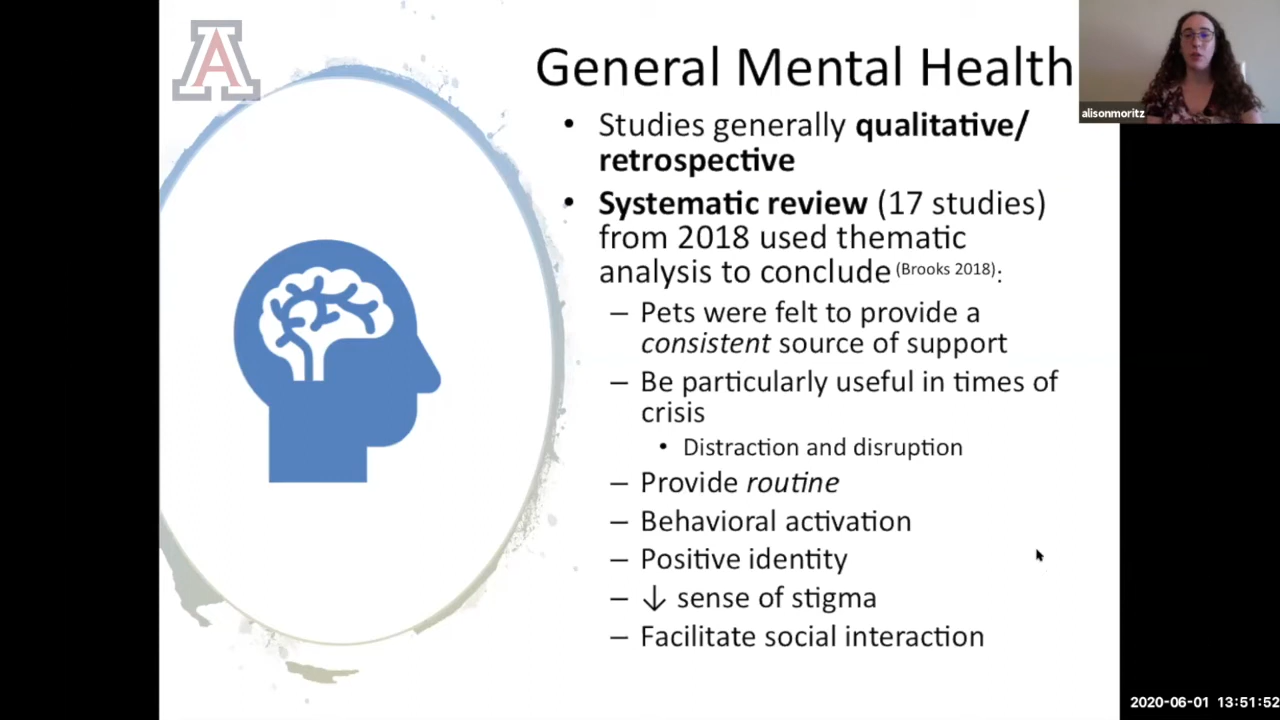 A
General Mental Health
alisonmoritz
• Studies generally qualitative/
retrospective
• Systematic review (17 studies)
from 2018 used thematic
analysis to conclude (Brooks 2018):
– Pets were felt to provide a
consistent source of support
– Be particularly useful in times of
crisis
• Distraction and disruption
– Provide routine
– Behavioral activation
– Positive identity
– ↓ sense of stigma
– Facilitate social interaction
2020-06-01 13:51:52